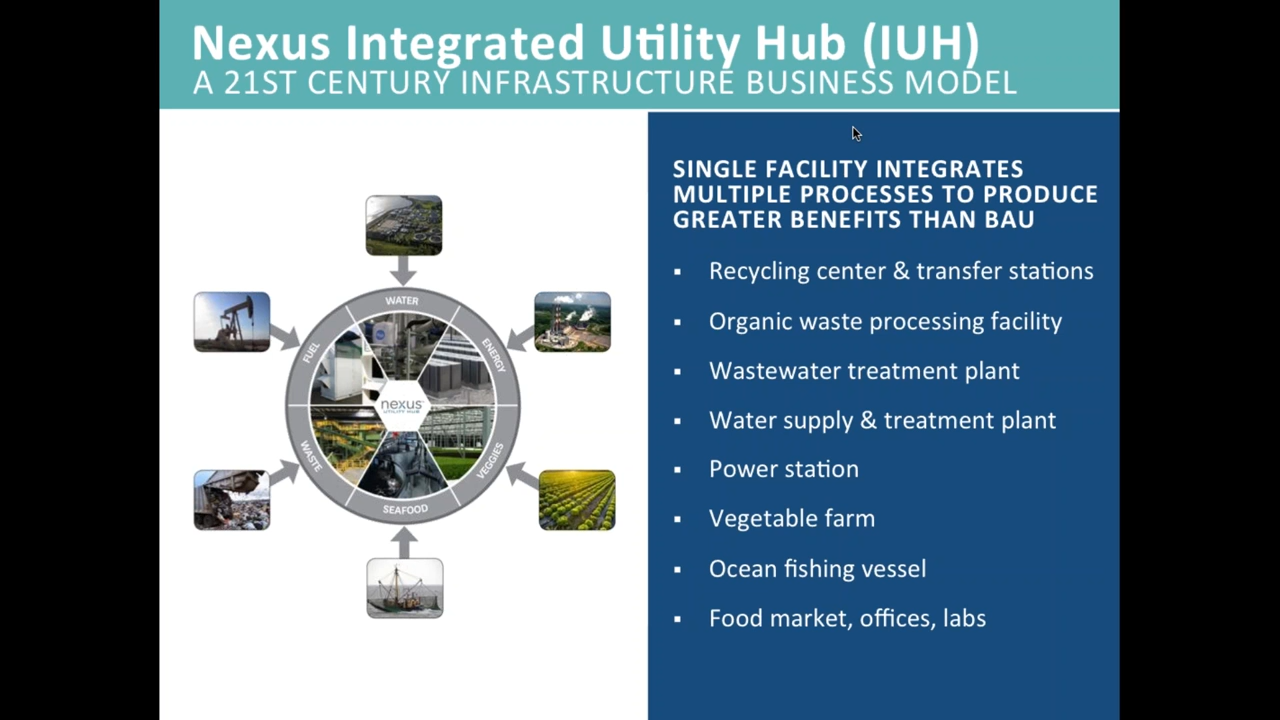 Nexus Integrated Utility Hub (IUH)
A 21ST CENTURY INFRASTRUCTURE BUSINESS MODEL
WATER
FUEL
ENERGY
nexus
UTILITY HUB
WASTE
VEGGIES
SEAFOOD
SINGLE FACILITY INTEGRATES
MULTIPLE PROCESSES TO PRODUCE
GREATER BENEFITS THAN BAU
▪ Recycling center & transfer stations
▪ Organic waste processing facility
▪ Wastewater treatment plant
▪ Water supply & treatment plant
▪ Power station
▪ Vegetable farm
▪ Ocean fishing vessel
▪ Food market, offices, labs